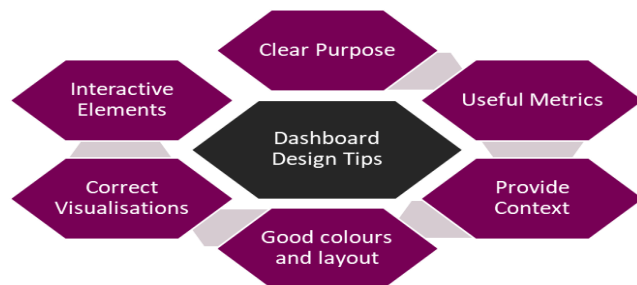 Clear Purpose
Useful Metrics
Provide
Context
Good colours
and layout
Correct
Visualisations
Interactive
Elements
Dashboard
Design Tips